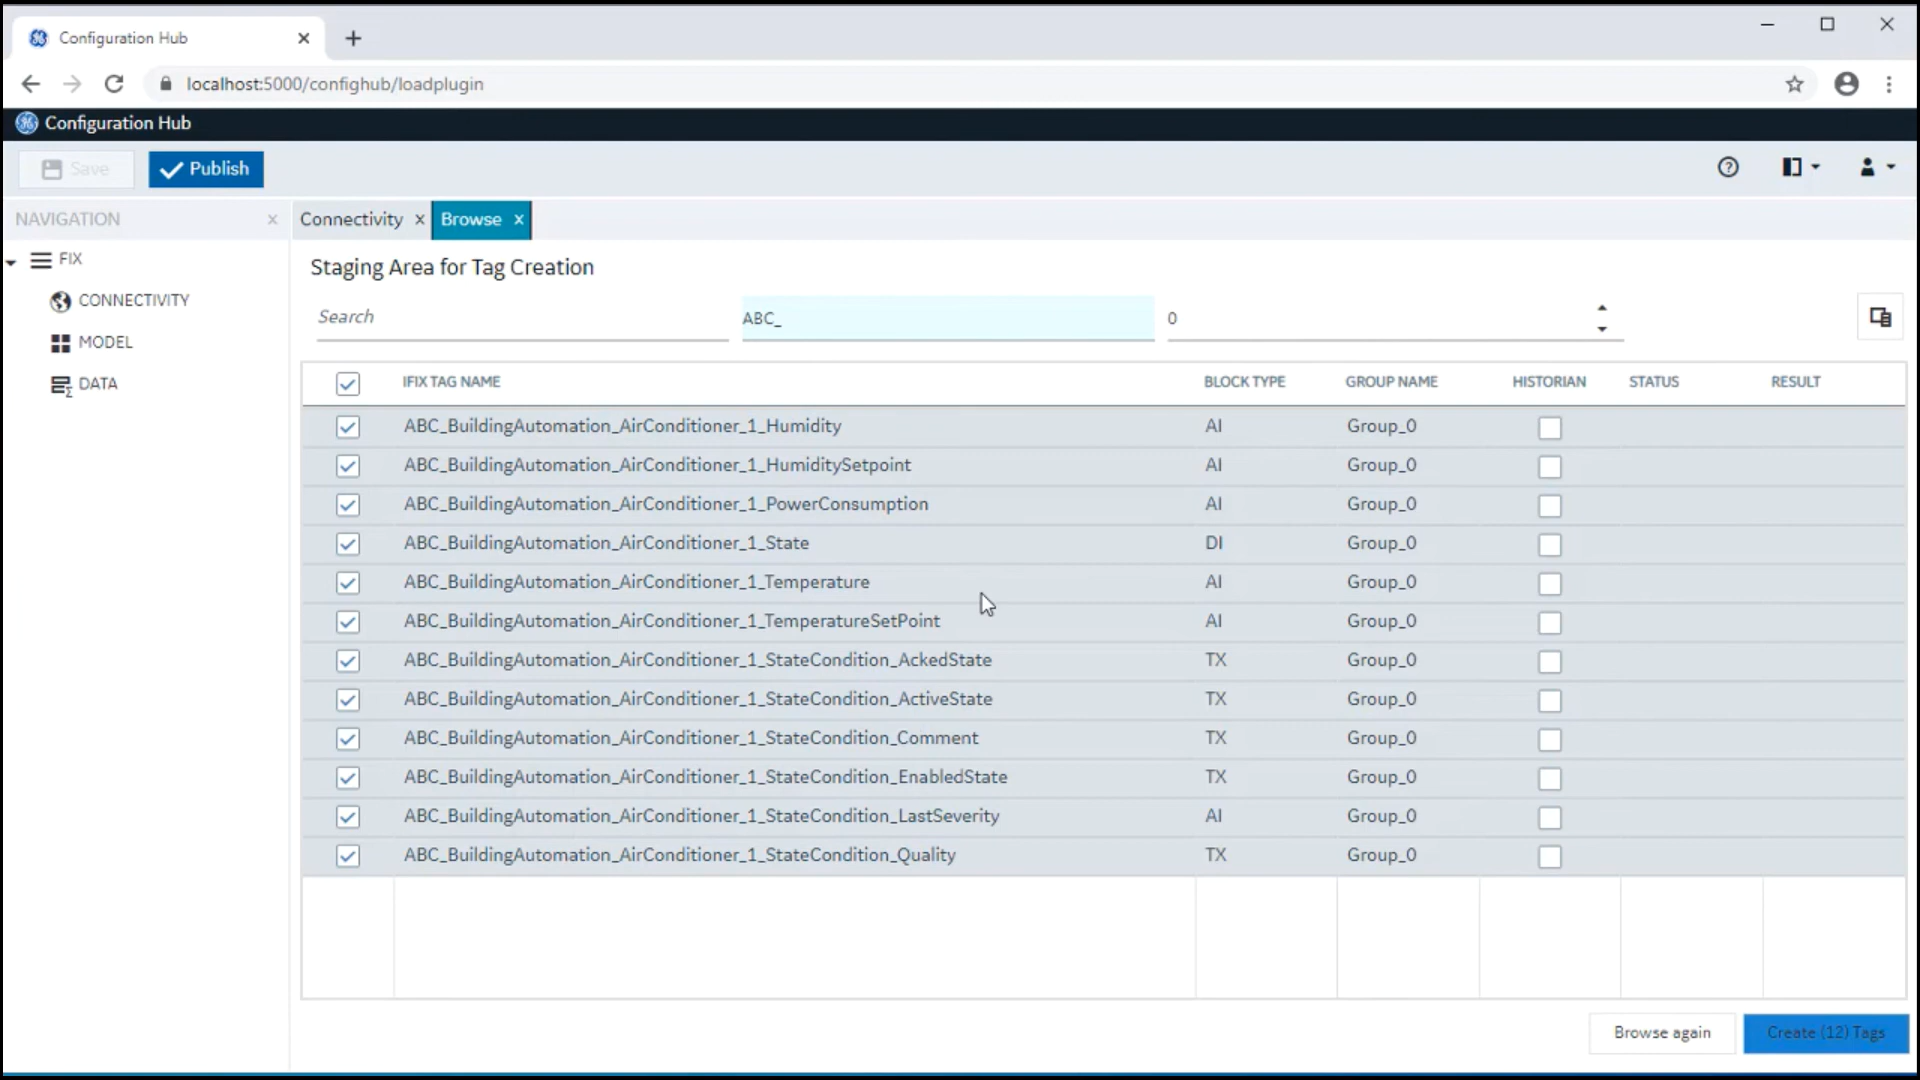 Configuration Hub
localhost:5000/confighub/loadplugin
Configuration Hub
Save Publish
NAVIGATION
Connectivity Browse
FIX
CONNECTIVITY
MODEL
DATA
Staging Area for Tag Creation
Search ABC_ 0
IFIX TAG NAME BLOCK TYPE GROUP NAME HISTORIAN STATUS RESULT
ABC_BuildingAutomation_AirConditioner_1_Humidity AI Group_0
ABC_BuildingAutomation_AirConditioner_1_HumiditySetpoint AI Group_0
ABC_BuildingAutomation_AirConditioner_1_PowerConsumption AI Group_0
ABC_BuildingAutomation_AirConditioner_1_State DI Group_0
ABC_BuildingAutomation_AirConditioner_1_Temperature AI Group_0
ABC_BuildingAutomation_AirConditioner_1_TemperatureSetPoint AI Group_0
ABC_BuildingAutomation_AirConditioner_1_StateCondition_AckedState TX Group_0
ABC_BuildingAutomation_AirConditioner_1_StateCondition_ActiveState TX Group_0
ABC_BuildingAutomation_AirConditioner_1_StateCondition_Comment TX Group_0
ABC_BuildingAutomation_AirConditioner_1_StateCondition_EnabledState TX Group_0
ABC_BuildingAutomation_AirConditioner_1_StateCondition_LastSeverity AI Group_0
ABC_BuildingAutomation_AirConditioner_1_StateCondition_Quality TX Group_0
Browse again Create (12) Tags